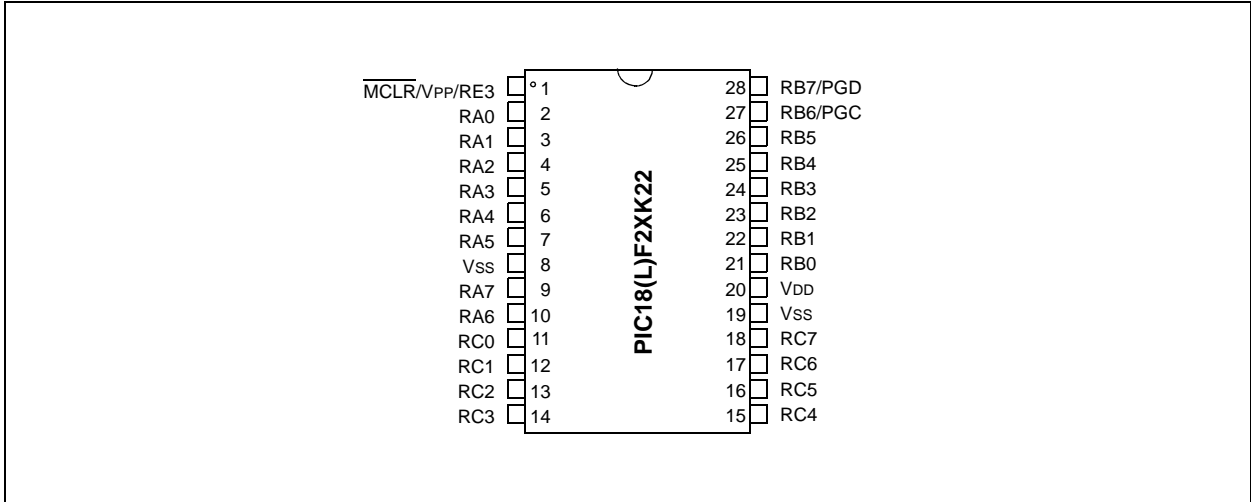 MCLR/VPP/RE3 1 28 RB7/PGD
RA0 2 27 RB6/PGC
RA1 3 26 RB5
RA2 4 25 RB4
RA3 5 24 RB3
RA4 6 23 RB2
RA5 7 22 RB1
VSS 8 21 RB0
RA7 9 20 VDD
RA6 10 19 VSS
RC0 11 18 RC7
RC1 12 17 RC6
RC2 13 16 RC5
RC3 14 15 RC4
PIC18(L)F2XK22